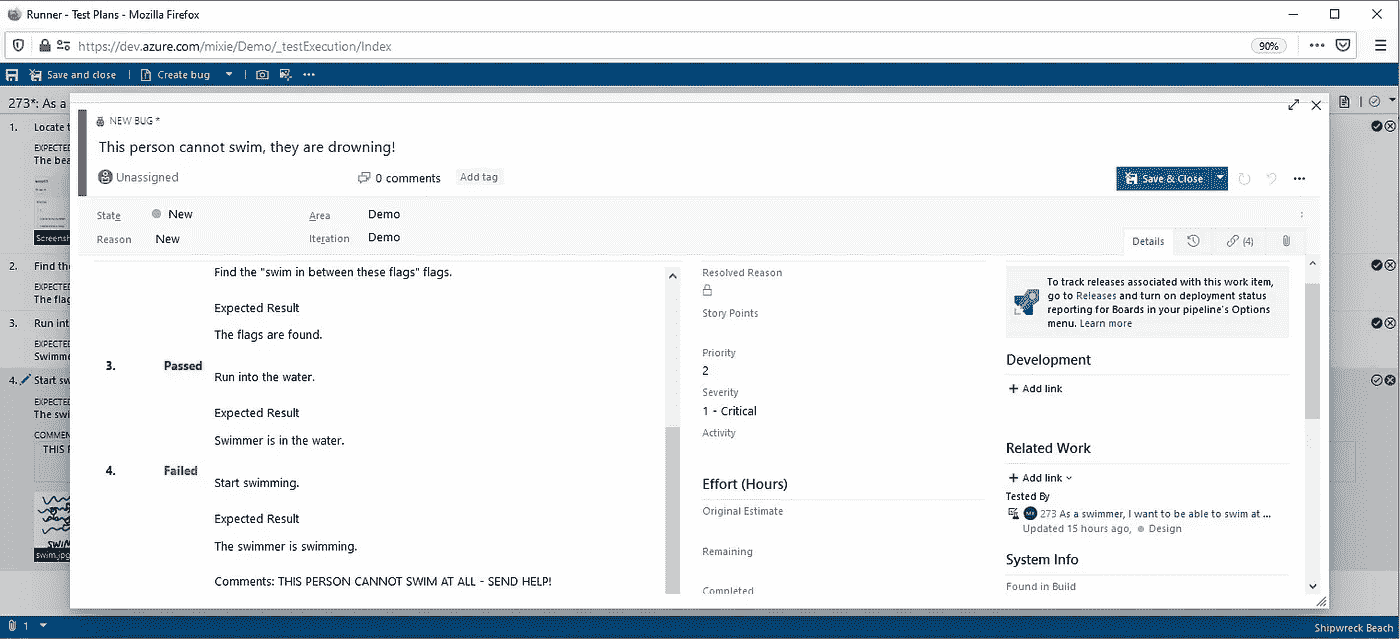 Runner - Test Plans - Mozilla Firefox
https://dev.azure.com/mixie/Demo/_testExecution/Index
90%
Save and close
Create bug
273*: As a
1. Locate t
EXPECTED
The bea
Screensh
2. Find the
EXPECTED
The flag
3. Run int
EXPECTED
Swimme
4. Start sw
EXPECTED
The swi
COMMEN
THIS P
swim.jpg
NEW BUG *
This person cannot swim, they are drowning!
Unassigned
0 comments
Add tag
Save & Close
State New
Area Demo
Reason New
Iteration Demo
Details
(4)
Find the "swim in between these flags" flags.
Expected Result
The flags are found.
3. Passed
Run into the water.
Expected Result
Swimmer is in the water.
4. Failed
Start swimming.
Expected Result
The swimmer is swimming.
Comments: THIS PERSON CANNOT SWIM AT ALL - SEND HELP!
Resolved Reason
Story Points
Priority
2
Severity
1 - Critical
Activity
Effort (Hours)
Original Estimate
Remaining
Completed
To track releases associated with this work item,
go to Releases and turn on deployment status
reporting for Boards in your pipeline's Options
menu. Learn more
Development
Add link
Related Work
Add link
Tested By
273 As a swimmer, I want to be able to swim at ...
Updated 15 hours ago, Design
System Info
Found in Build
1
Shipwreck Beach